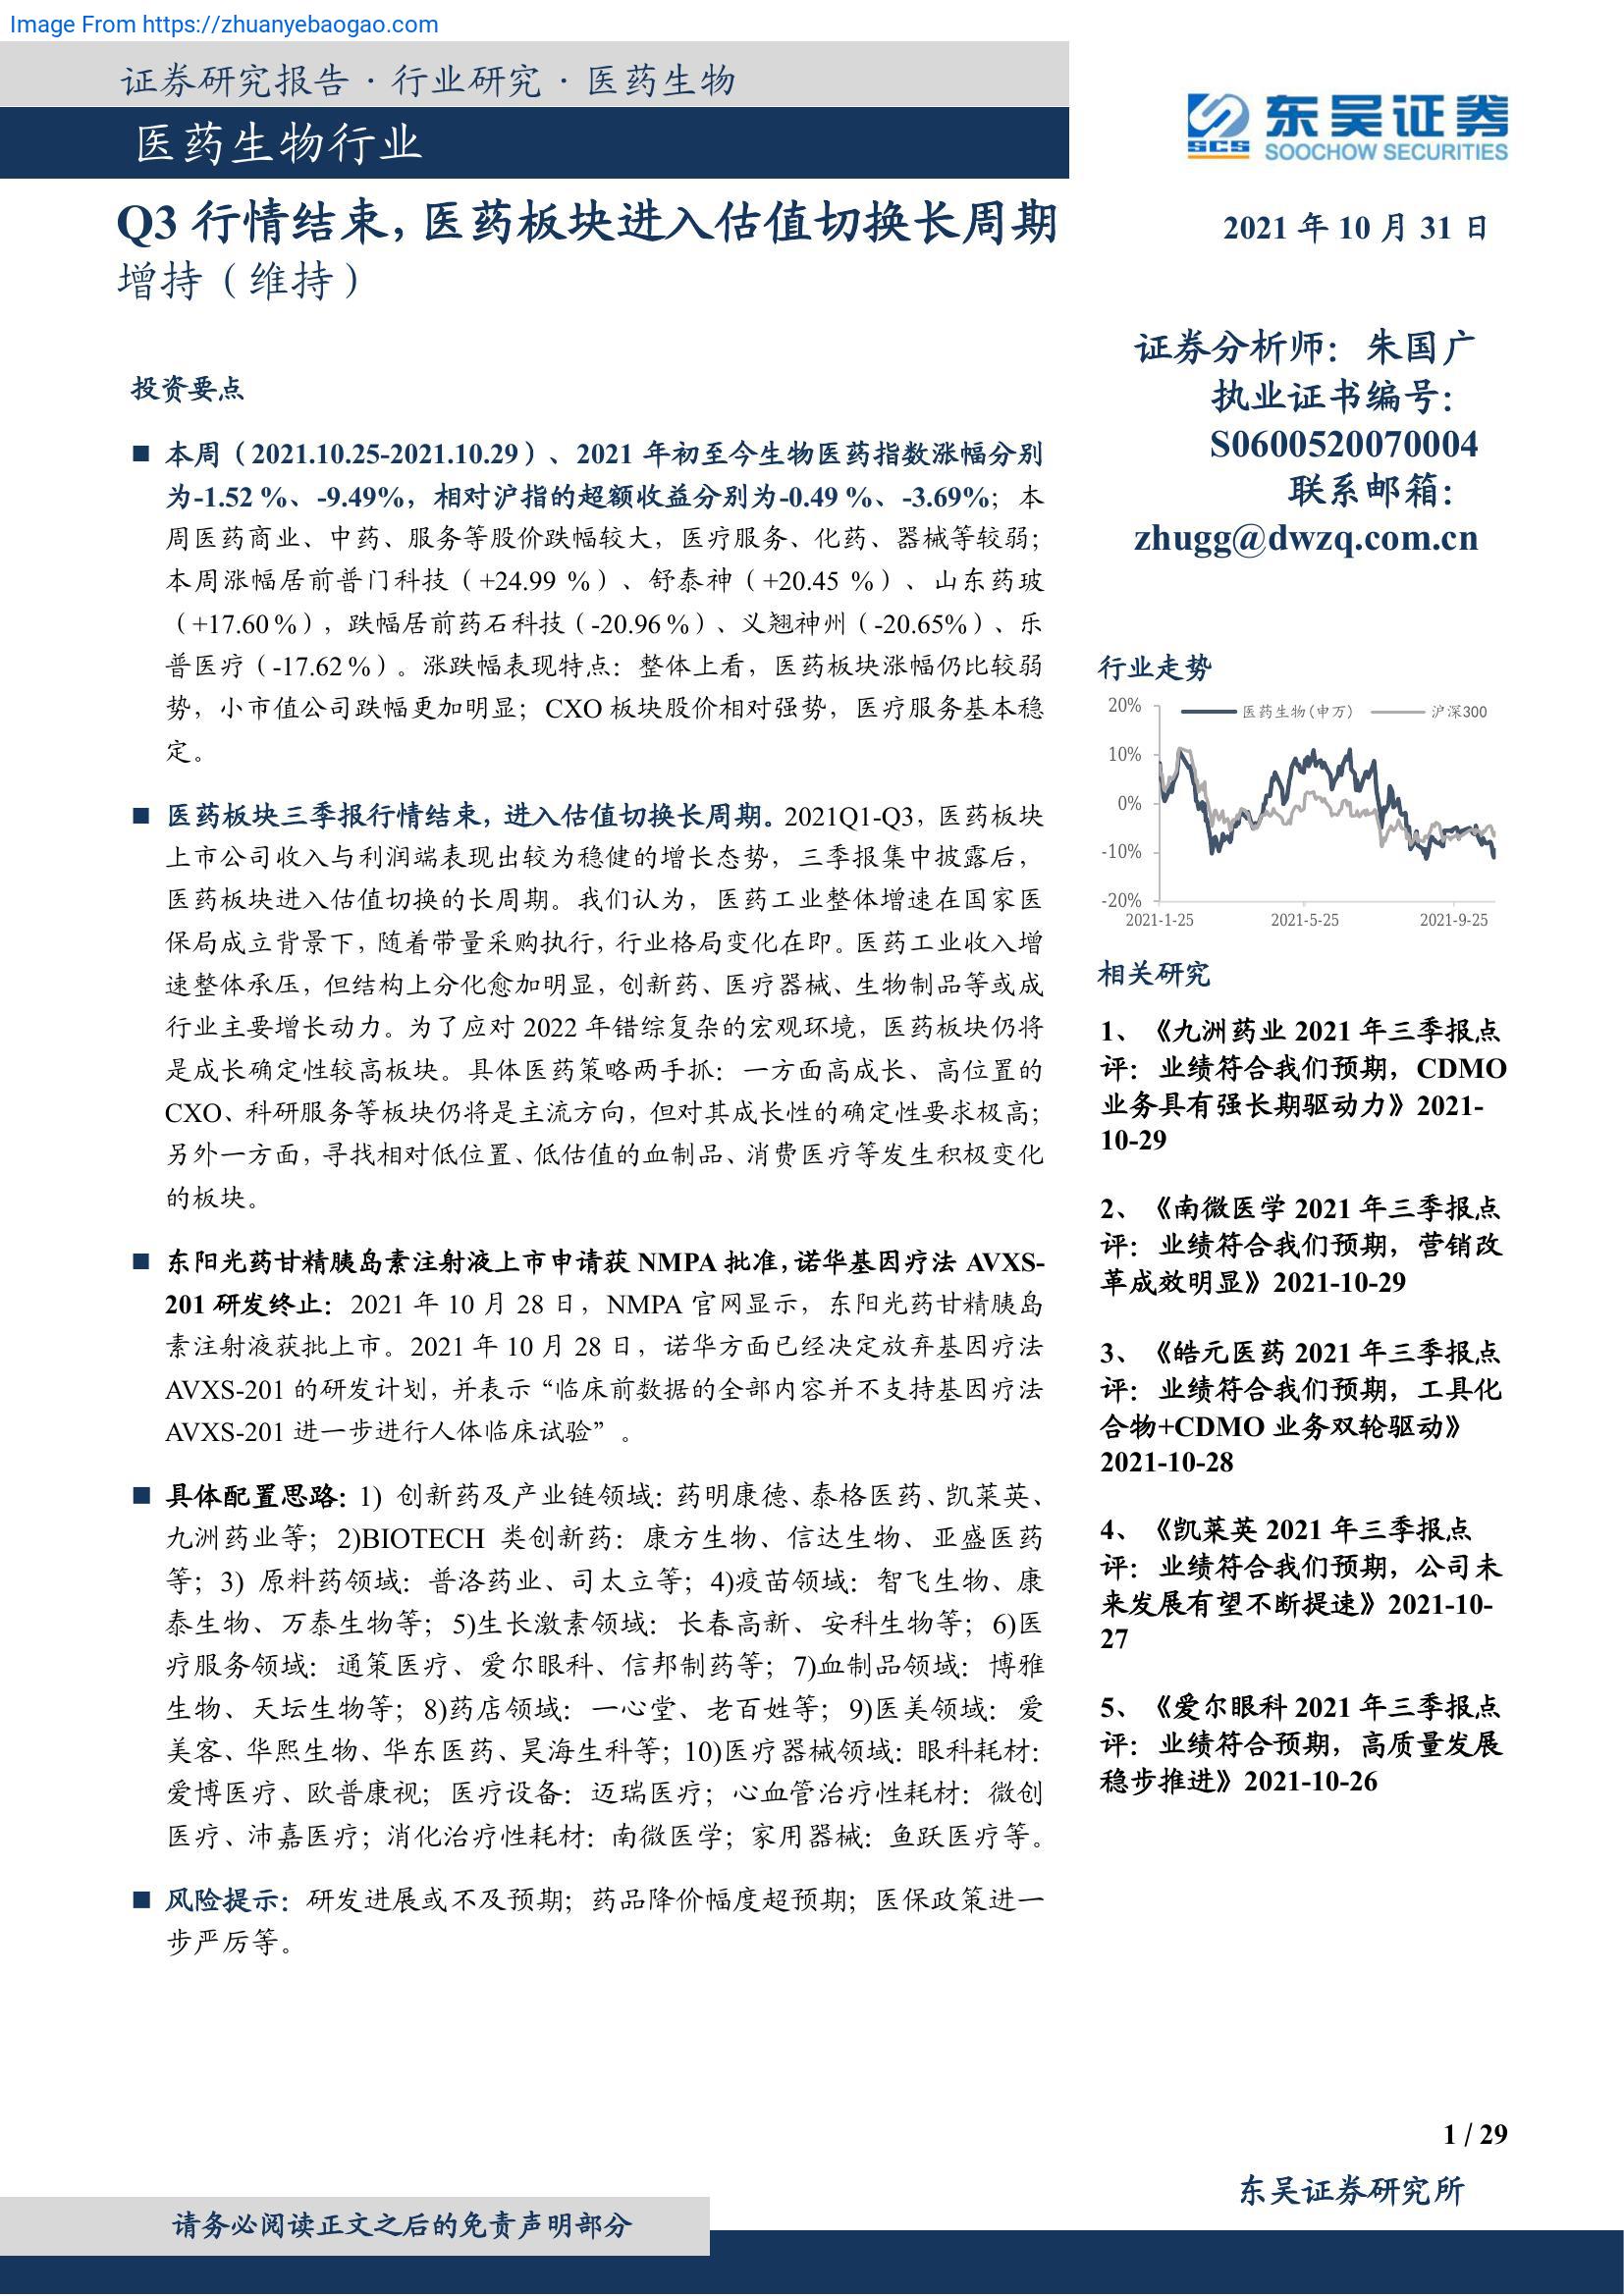 Image From https://zhuanyebaogao.com
证券研究报告·行业研究·医药生物
医药生物行业
东吴证券
SCS
SOOCHOW SECURITIES
Q3 行情结束，医药板块进入估值切换长周期
增持（维持）
2021 年 10 月 31 日
证券分析师：朱国广
执业证书编号：
S0600520070004
联系邮箱：
zhugg@dwzq.com.cn
投资要点
■ 本周（2021.10.25-2021.10.29）、2021 年初至今生物医药指数涨幅分别
为-1.52 %、-9.49%，相对沪指的超额收益分别为-0.49 %、-3.69%；本
周医药商业、中药、服务等股价跌幅较大，医疗服务、化药、器械等较弱；
本周涨幅居前普门科技（+24.99 %）、舒泰神（+20.45 %）、山东药玻
（+17.60 %），跌幅居前药石科技（-20.96 %）、义翘神州（-20.65%）、乐
普医疗（-17.62 %）。涨跌幅表现特点：整体上看，医药板块涨幅仍比较弱
势，小市值公司跌幅更加明显；CXO 板块股价相对强势，医疗服务基本稳
定。
■ 医药板块三季报行情结束，进入估值切换长周期。2021Q1-Q3，医药板块
上市公司收入与利润端表现出较为稳健的增长态势，三季报集中披露后，
医药板块进入估值切换的长周期。我们认为，医药工业整体增速在国家医
保局成立背景下，随着带量采购执行，行业格局变化在即。医药工业收入增
速整体承压，但结构上分化愈加明显，创新药、医疗器械、生物制品等或成
行业主要增长动力。为了应对 2022 年错综复杂的宏观环境，医药板块仍将
是成长确定性较高板块。具体医药策略两手抓：一方面高成长、高位置的
CXO、科研服务等板块仍将是主流方向，但对其成长性的确定性要求极高；
另外一方面，寻找相对低位置、低估值的血制品、消费医疗等发生积极变化
的板块。
■ 东阳光药甘精胰岛素注射液上市申请获 NMPA 批准，诺华基因疗法 AVXS-
201 研发终止：2021 年 10 月 28 日，NMPA 官网显示，东阳光药甘精胰岛
素注射液获批上市。2021 年 10 月 28 日，诺华方面已经决定放弃基因疗法
AVXS-201 的研发计划，并表示“临床前数据的全部内容并不支持基因疗法
AVXS-201 进一步进行人体临床试验”。
■ 具体配置思路：1) 创新药及产业链领域：药明康德、泰格医药、凯莱英、
九洲药业等；2)BIOTECH 类创新药：康方生物、信达生物、亚盛医药
等；3) 原料药领域：普洛药业、司太立等；4)疫苗领域：智飞生物、康
泰生物、万泰生物等；5)生长激素领域：长春高新、安科生物等；6)医
疗服务领域：通策医疗、爱尔眼科、信邦制药等；7)血制品领域：博雅
生物、天坛生物等；8)药店领域：一心堂、老百姓等；9)医美领域：爱
美客、华熙生物、华东医药、昊海生科等；10)医疗器械领域：眼科耗材：
爱博医疗、欧普康视；医疗设备：迈瑞医疗；心血管治疗性耗材：微创
医疗、沛嘉医疗；消化治疗性耗材：南微医学；家用器械：鱼跃医疗等。
■ 风险提示：研发进展或不及预期；药品降价幅度超预期；医保政策进一
步严厉等。
行业走势
医药生物(申万) 沪深300
20%
10%
0%
-10%
-20%
2021-1-25 2021-5-25 2021-9-25
相关研究
1、《九洲药业 2021 年三季报点
评：业绩符合我们预期，CDMO
业务具有强长期驱动力》2021-
10-29
2、《南微医学 2021 年三季报点
评：业绩符合我们预期，营销改
革成效明显》2021-10-29
3、《皓元医药 2021 年三季报点
评：业绩符合我们预期，工具化
合物+CDMO 业务双轮驱动》
2021-10-28
4、《凯莱英 2021 年三季报点
评：业绩符合我们预期，公司未
来发展有望不断提速》2021-10-
27
5、《爱尔眼科 2021 年三季报点
评：业绩符合预期，高质量发展
稳步推进》2021-10-26
1 / 29
东吴证券研究所
请务必阅读正文之后的免责声明部分